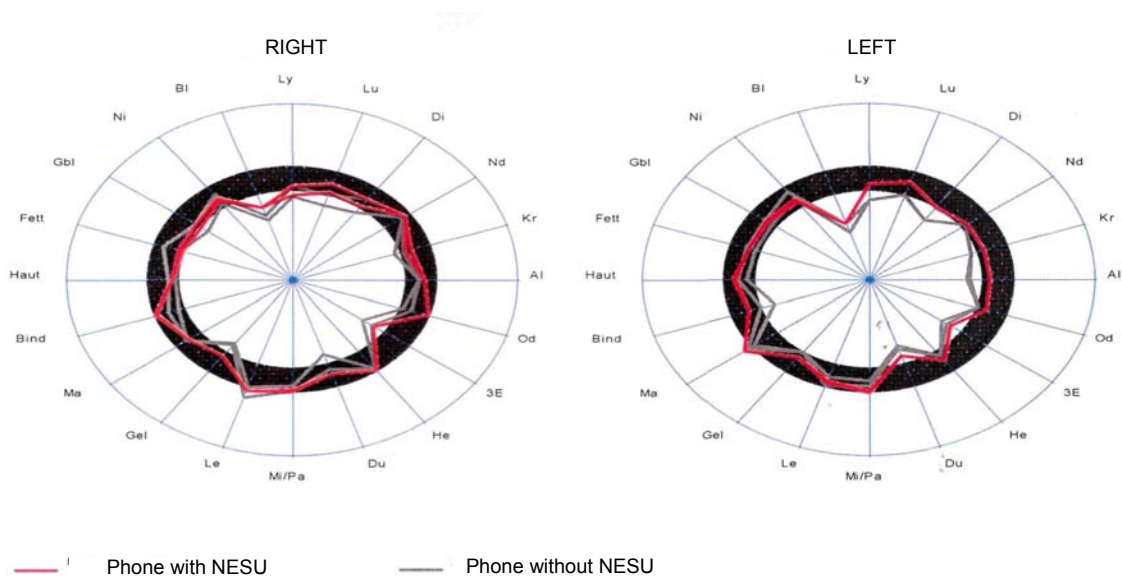 RIGHT
Ly
Lu
Di
Nd
Kr
Al
Od
3E
He
Du
Mi/Pa
Le
Gel
Ma
Bind
Haut
Fett
Gbl
Ni
Bl
LEFT
Ly
Lu
Di
Nd
Kr
Al
Od
3E
He
Du
Mi/Pa
Le
Gel
Ma
Bind
Haut
Fett
Gbl
Ni
Bl
Phone with NESU
Phone without NESU